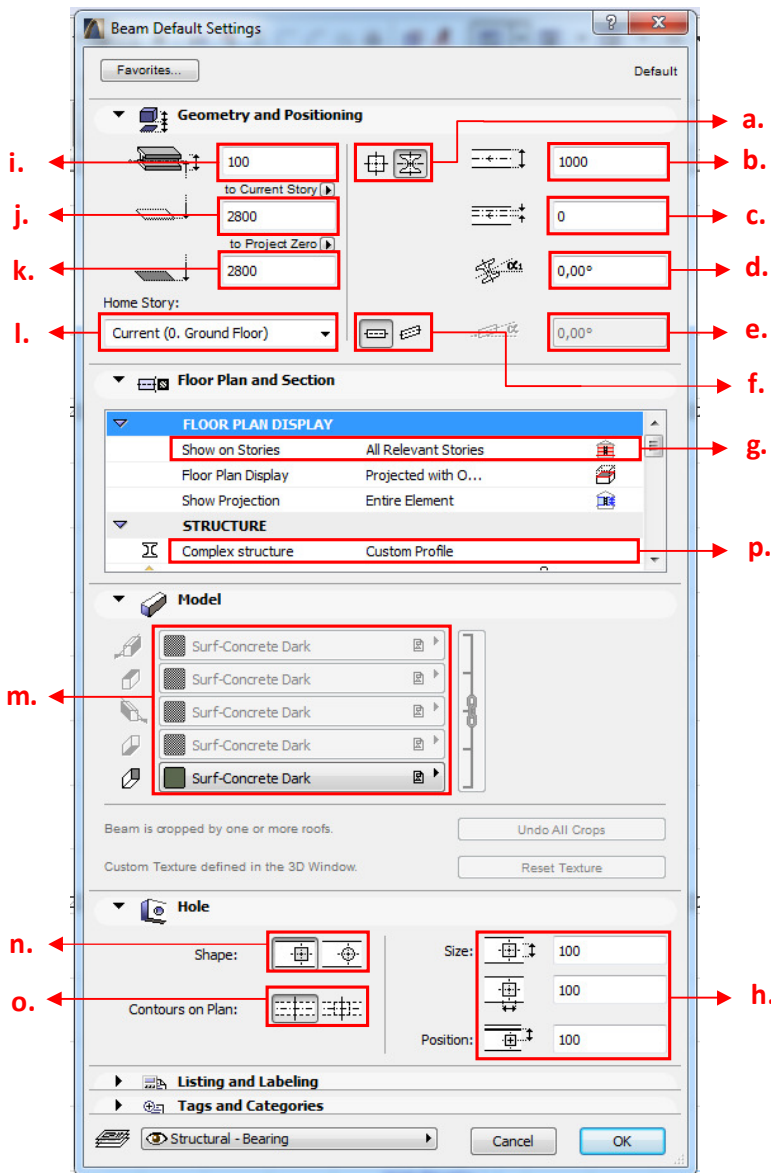 Beam Default Settings
Favorites...
Default
Geometry and Positioning
a.
i.
100
1000
b.
to Current Story
j.
2800
0
c.
to Project Zero
k.
2800
α1
0,00°
d.
Home Story:
l.
Current (0. Ground Floor)
α
0,00°
e.
f.
Floor Plan and Section
FLOOR PLAN DISPLAY
Show on Stories All Relevant Stories
g.
Floor Plan Display Projected with O...
Show Projection Entire Element
STRUCTURE
Complex structure Custom Profile
p.
Model
Surf-Concrete Dark
Surf-Concrete Dark
m.
Surf-Concrete Dark
Surf-Concrete Dark
Surf-Concrete Dark
Beam is cropped by one or more roofs.
Undo All Crops
Custom Texture defined in the 3D Window.
Reset Texture
Hole
n.
Shape:
Size:
100
100
h.
o.
Contours on Plan:
Position:
100
Listing and Labeling
Tags and Categories
Structural - Bearing
Cancel
OK